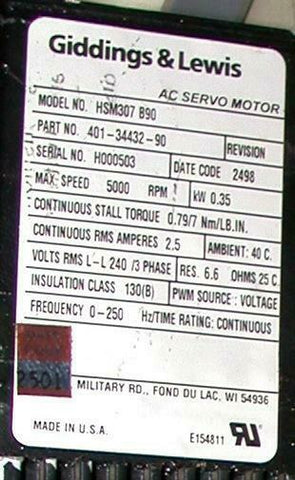 Giddings & Lewis
AC SERVO MOTOR
MODEL NO. HSM307 B90
PART NO. 401-34432-90 REVISION
SERIAL NO. H000503 DATE CODE 2498
MAX. SPEED 5000 RPM kW 0.35
CONTINUOUS STALL TORQUE 0.79/7 Nm/LB.IN.
CONTINUOUS RMS AMPERES 2.5 AMBIENT: 40 C.
VOLTS RMS L-L 240 /3 PHASE RES. 6.6 OHMS 25 C.
INSULATION CLASS 130(B) PWM SOURCE: VOLTAGE
FREQUENCY 0-250 Hz/TIME RATING: CONTINUOUS
2501
MILITARY RD., FOND DU LAC, WI 54936
MADE IN U.S.A. E154811 RU